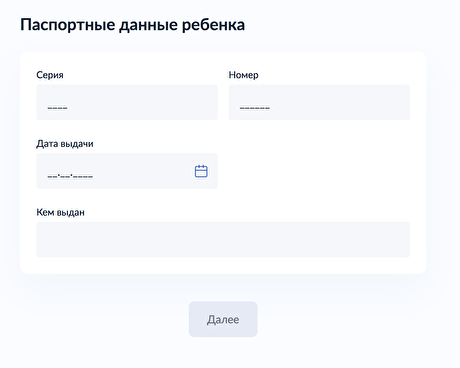 Паспортные данные ребенка
Серия Номер
____ ______
Дата выдачи
__.__.____
Кем выдан
Далее